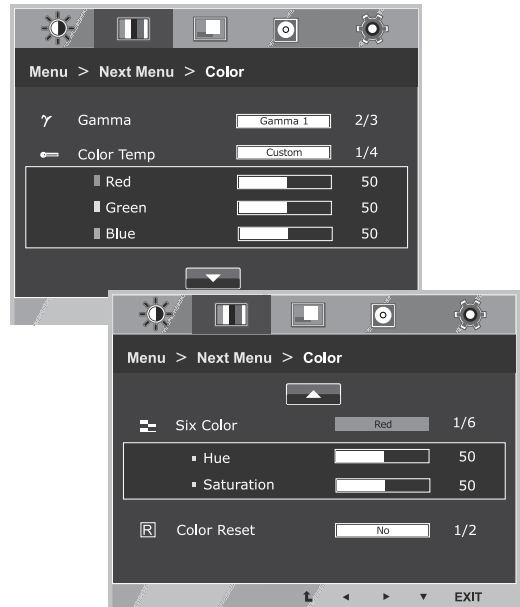 Menu > Next Menu > Color
γ Gamma Gamma 1 2/3
Color Temp Custom 1/4
Red 50
Green 50
Blue 50
Menu > Next Menu > Color
Six Color Red 1/6
Hue 50
Saturation 50
R Color Reset No 1/2
EXIT